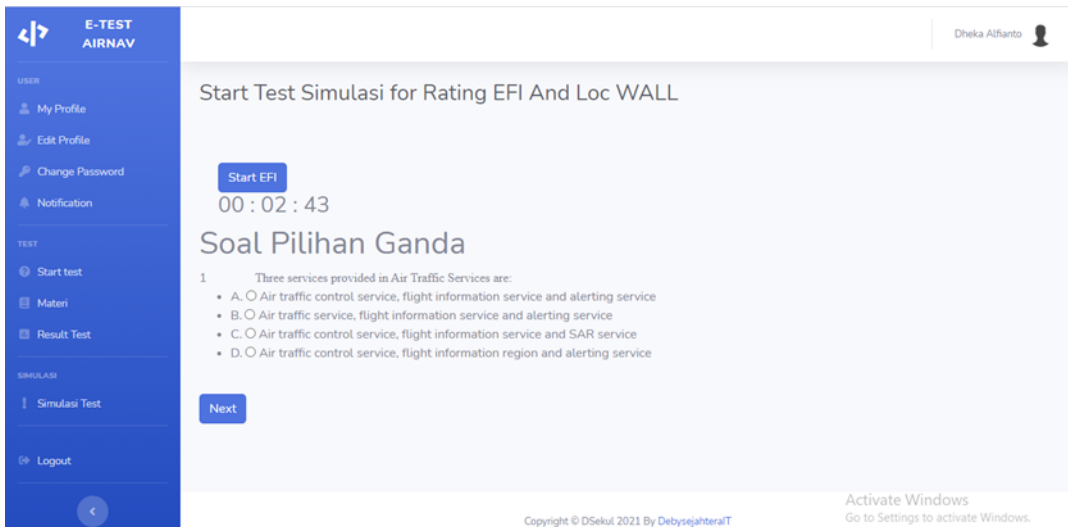 E-TEST
AIRNAV
Dheka Alfianto
USER
My Profile
Edit Profile
Change Password
Notification
TEST
Start test
Materi
Result Test
SIMULASI
Simulasi Test
Logout
Start Test Simulasi for Rating EFI And Loc WALL
Start EFI
00 : 02 : 43
Soal Pilihan Ganda
1 Three services provided in Air Traffic Services are:
A. Air traffic control service, flight information service and alerting service
B. Air traffic service, flight information service and alerting service
C. Air traffic control service, flight information service and SAR service
D. Air traffic control service, flight information region and alerting service
Next
Copyright © DSekul 2021 By DebysejahteraIT
Activate Windows
Go to Settings to activate Windows.